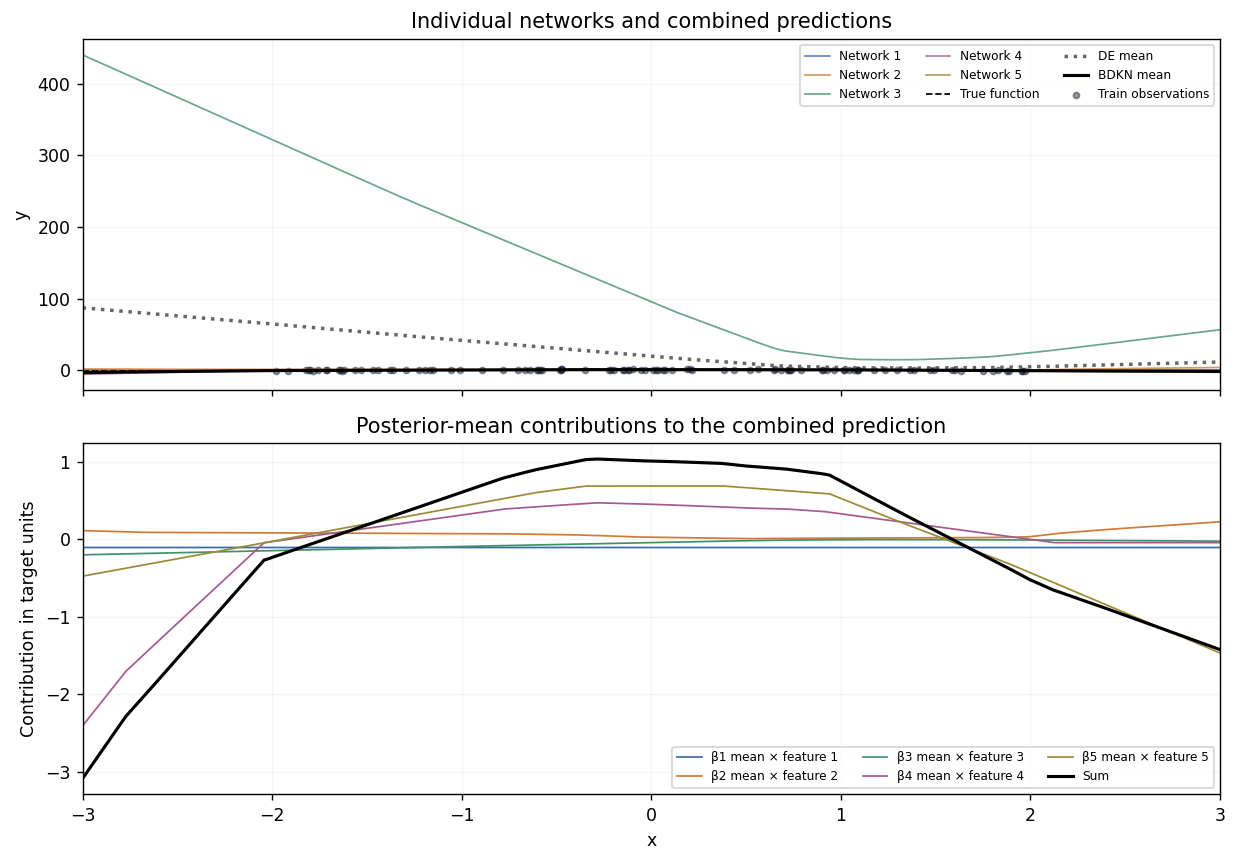 Individual networks and combined predictions
Network 1 Network 4 DE mean
Network 2 Network 5 BDKN mean
Network 3 True function Train observations
400
300
200
100
0
y
Posterior-mean contributions to the combined prediction
1
0
−1
−2
−3
Contribution in target units
β1 mean × feature 1 β3 mean × feature 3 β5 mean × feature 5
β2 mean × feature 2 β4 mean × feature 4 Sum
−3 −2 −1 0 1 2 3
x